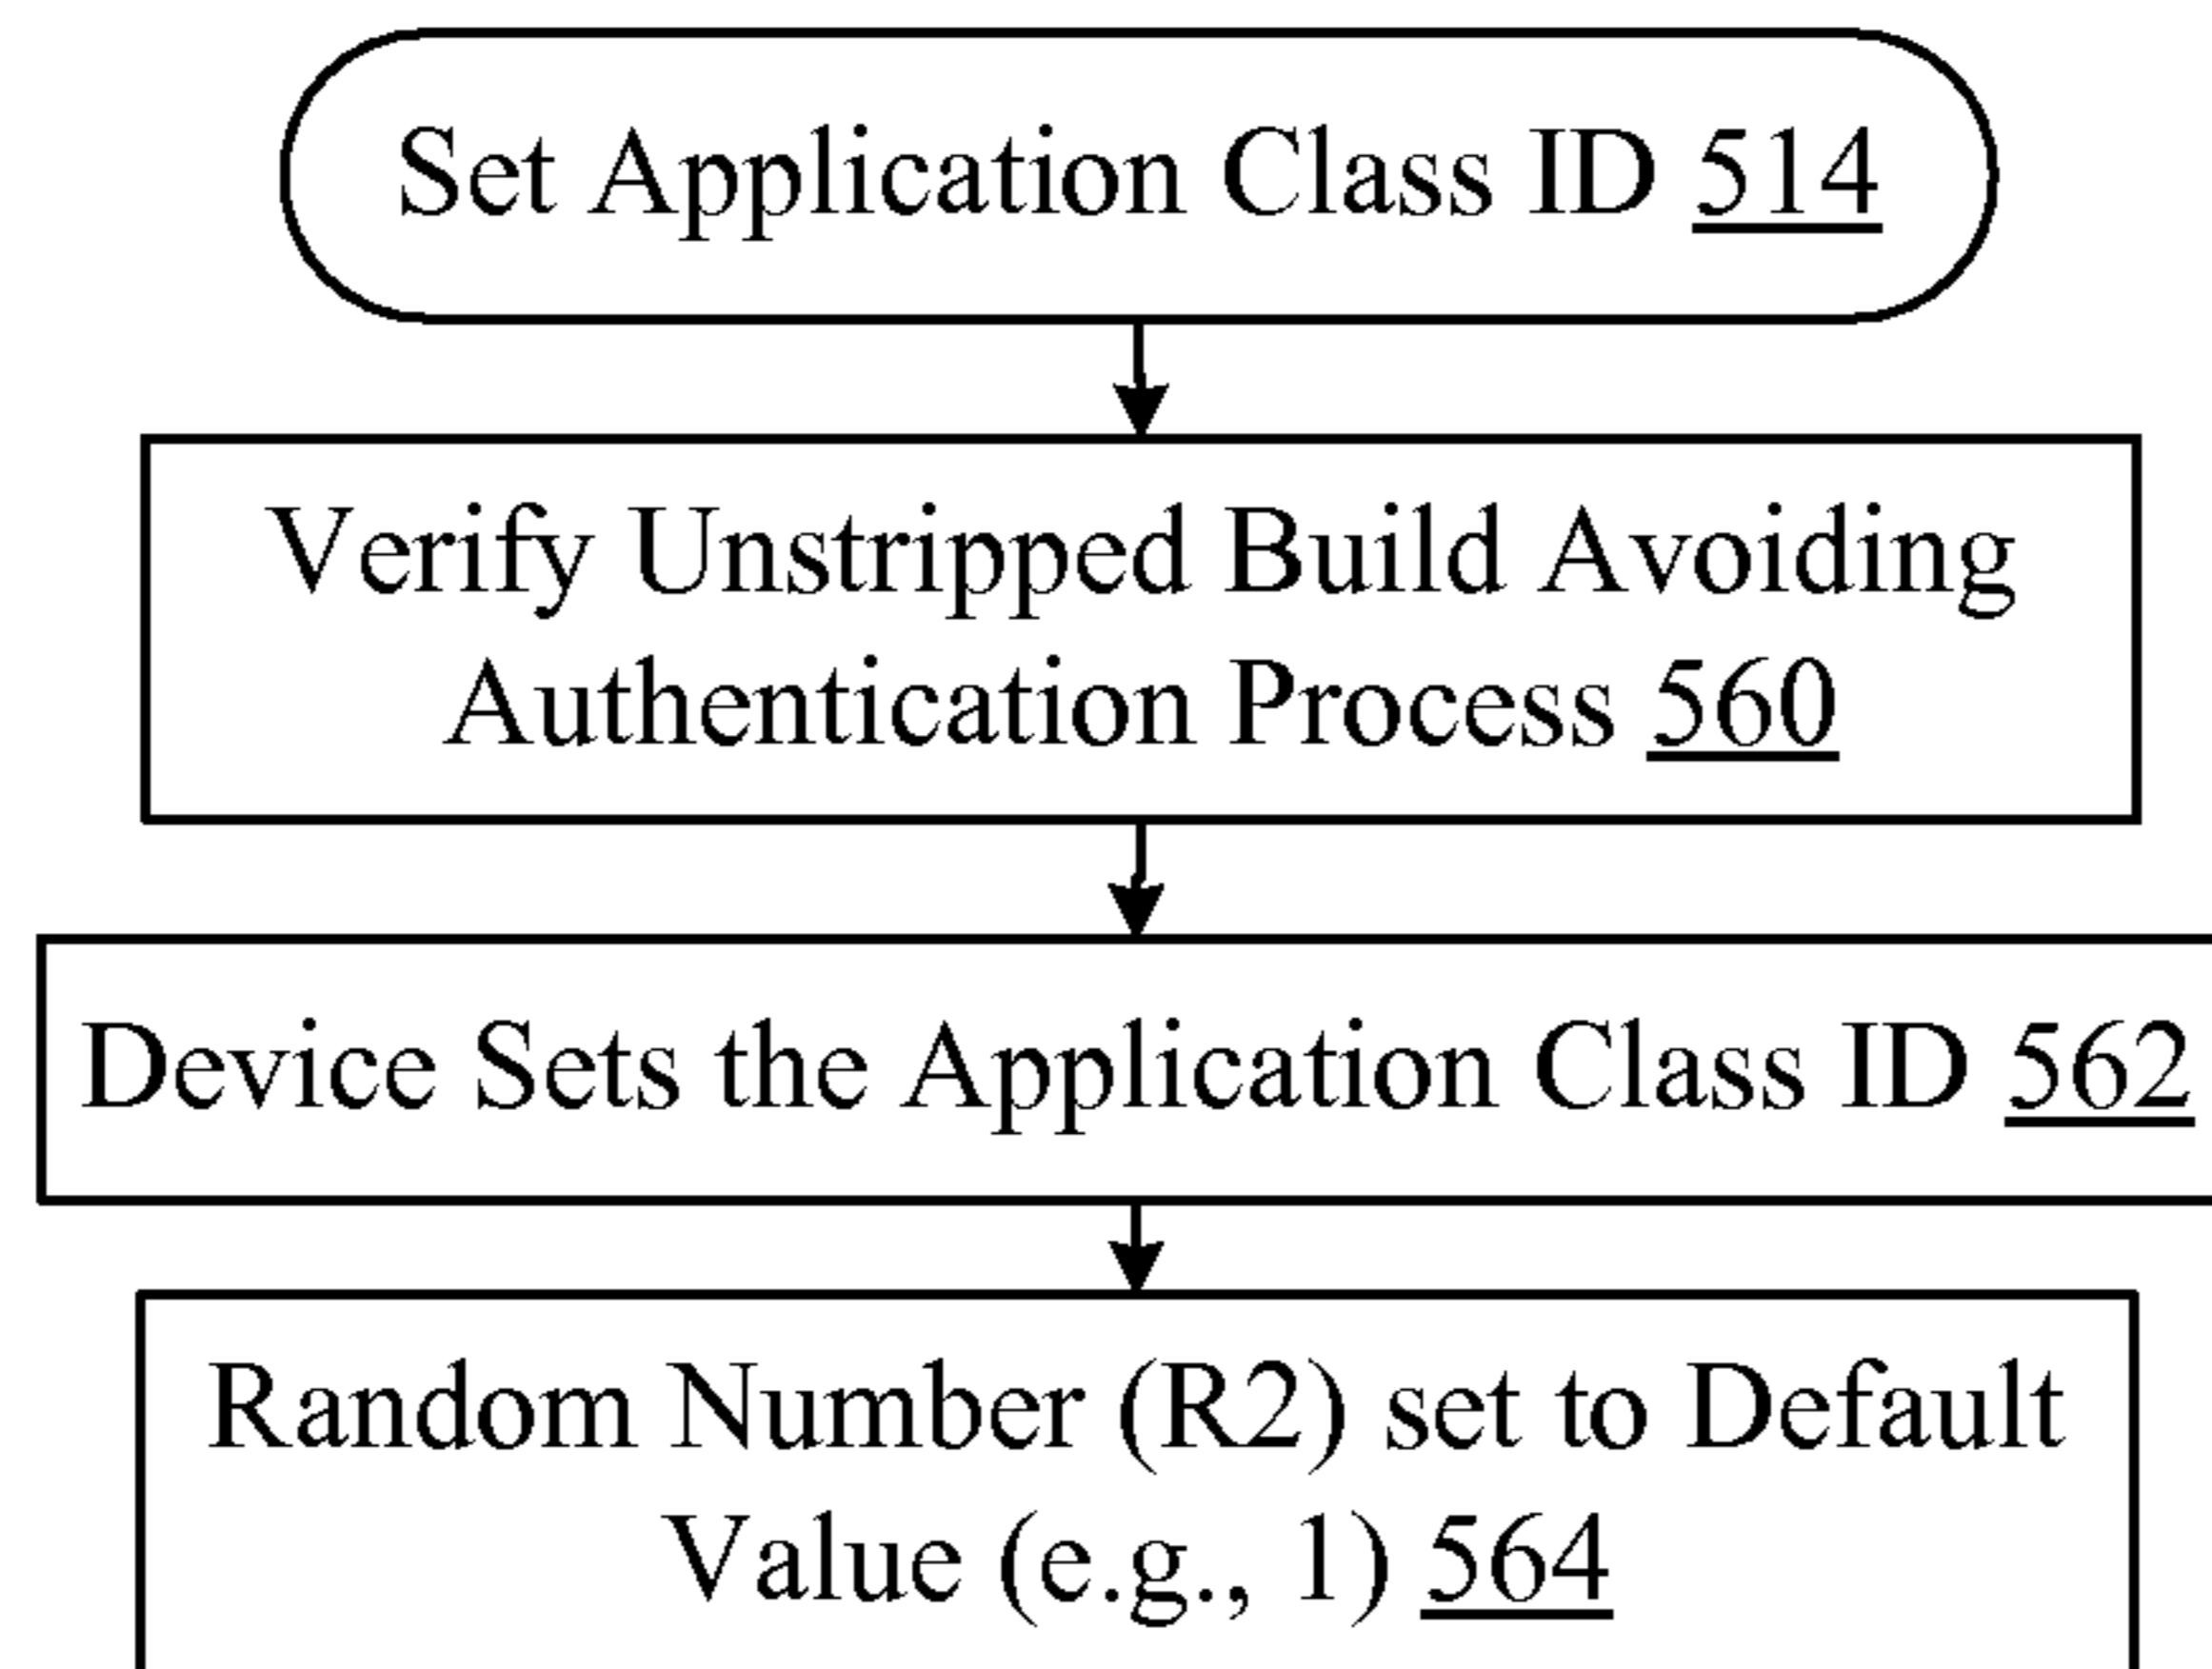 Set Application Class ID 514
Verify Unstripped Build Avoiding
Authentication Process 560
Device Sets the Application Class ID 562
Random Number (R2) set to Default
Value (e.g., 1) 564